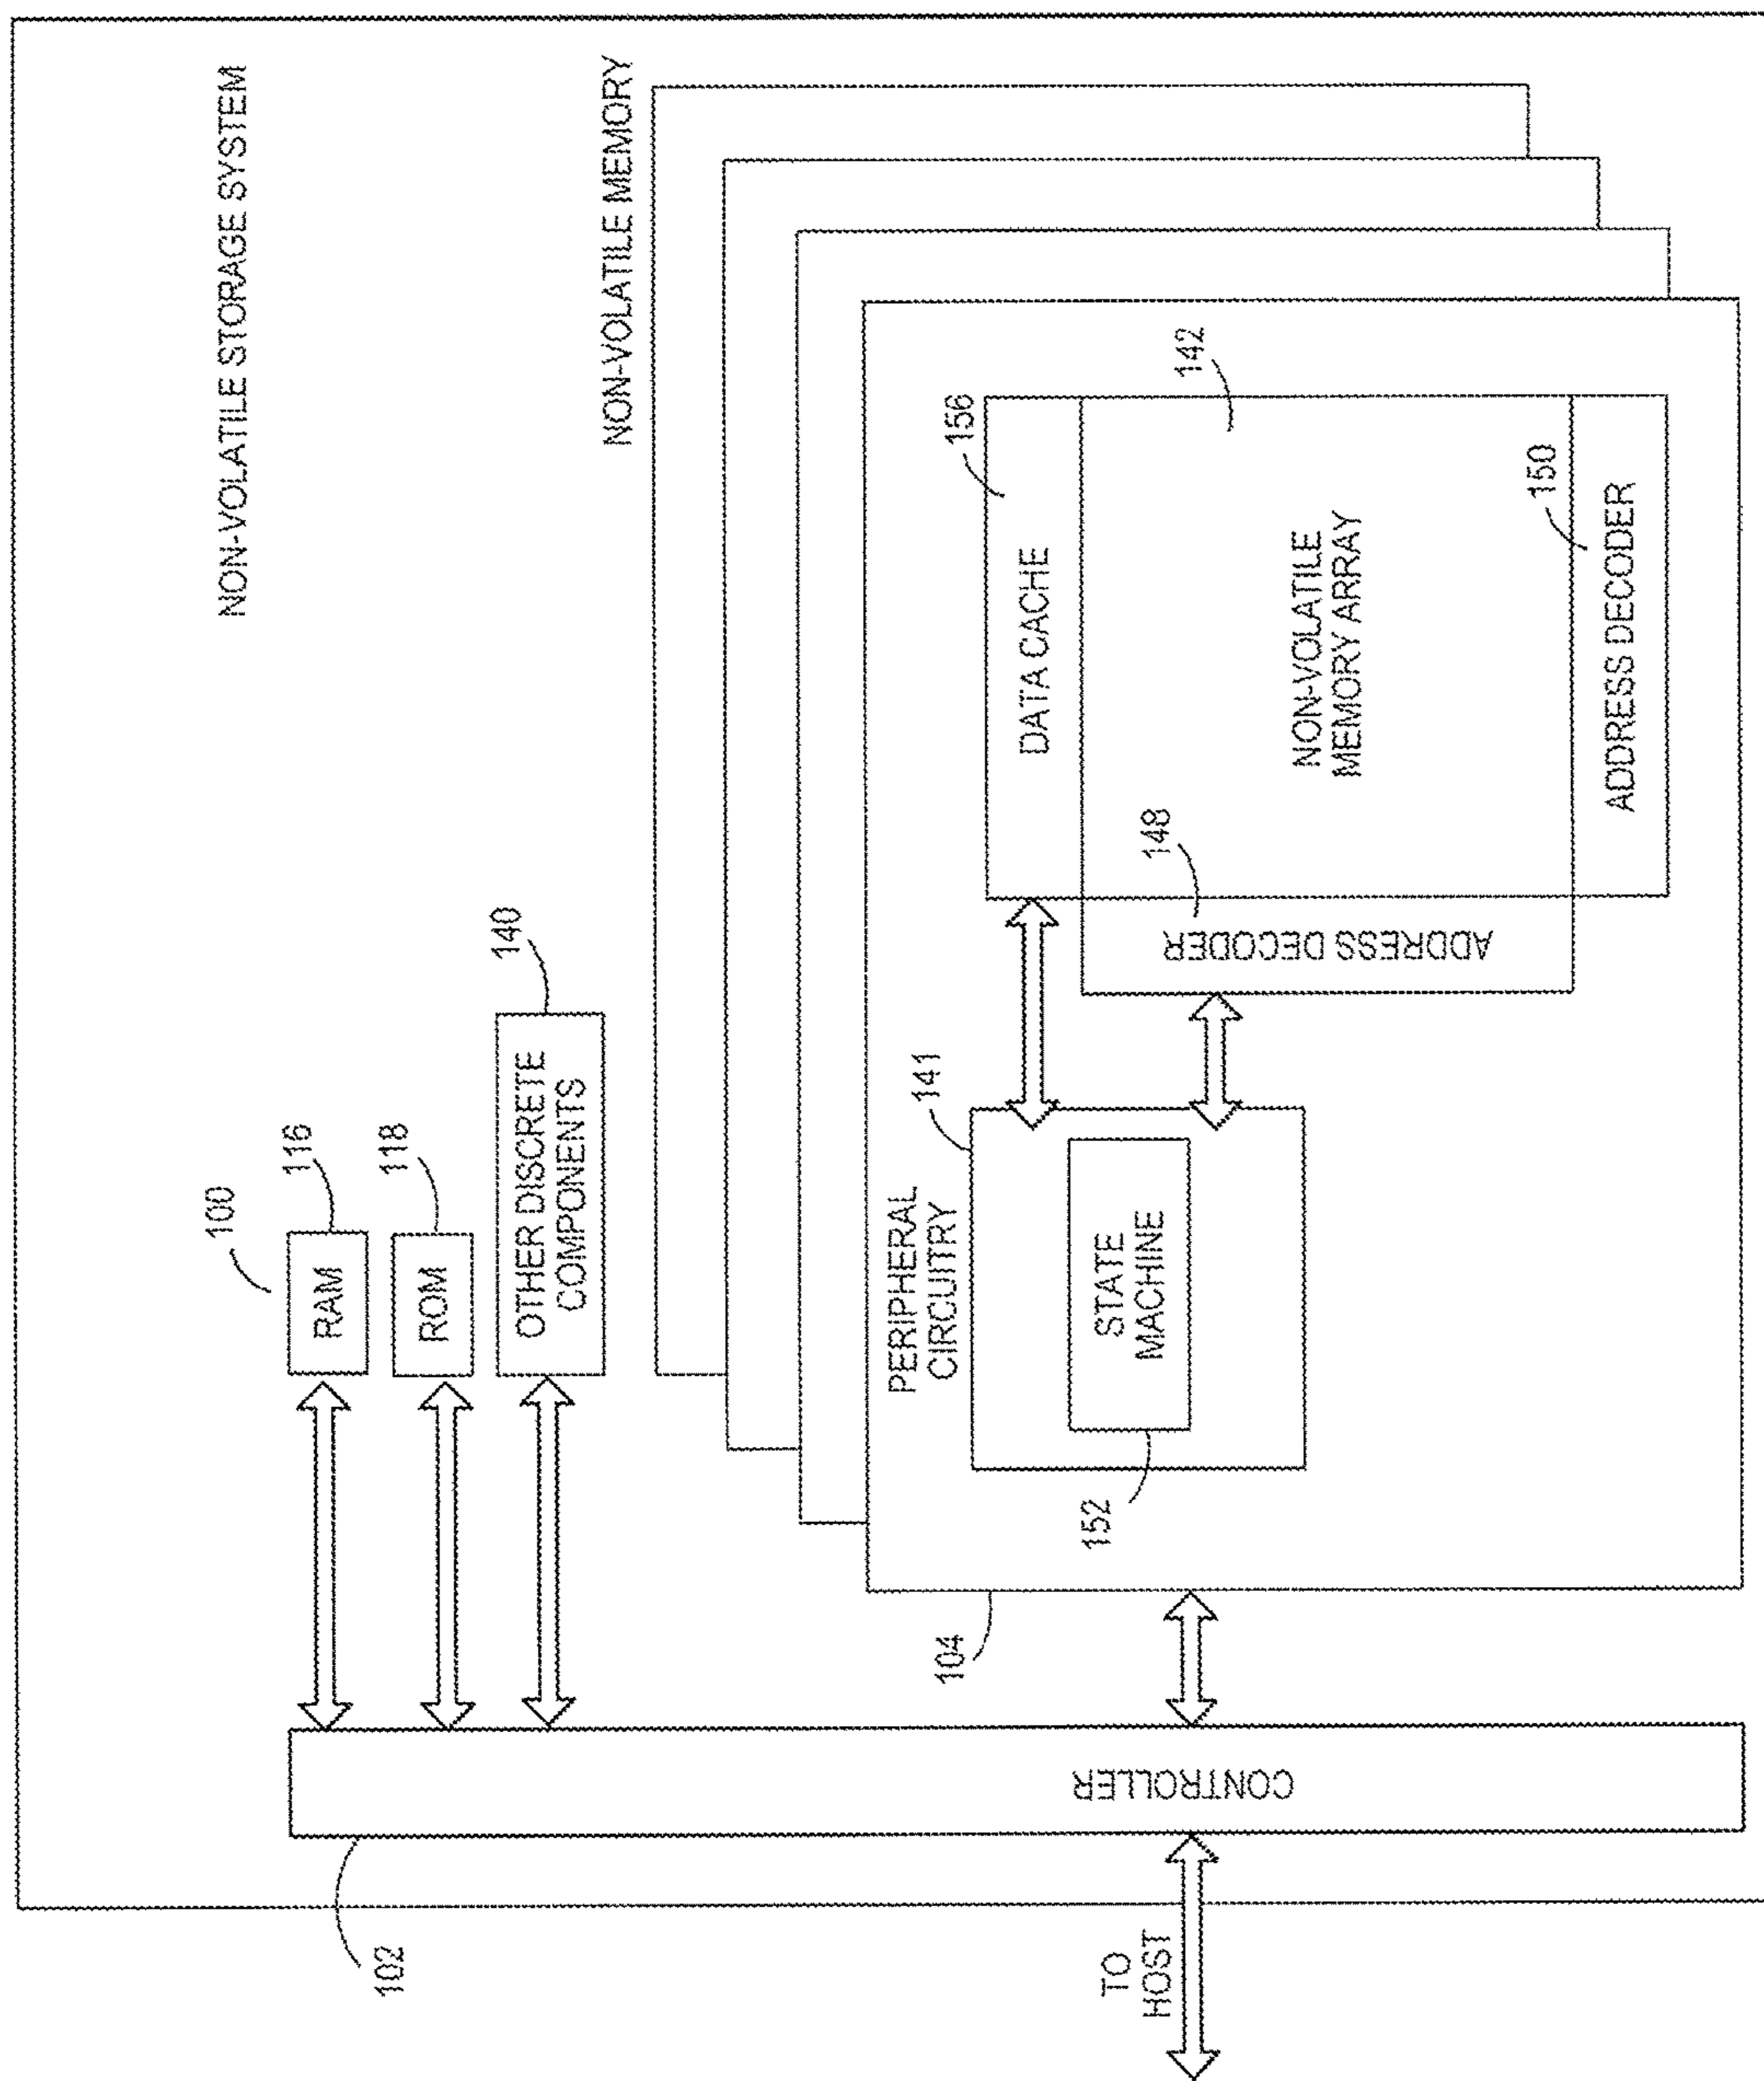 NON-VOLATILE STORAGE SYSTEM
100
RAM
116
ROM
118
OTHER DISCRETE
COMPONENTS
140
NON-VOLATILE MEMORY
102
CONTROLLER
TO
HOST
104
PERIPHERAL
CIRCUITRY
141
STATE
MACHINE
152
DATA CACHE
156
ADDRESS DECODER
148
NON-VOLATILE
MEMORY ARRAY
142
ADDRESS DECODER
150